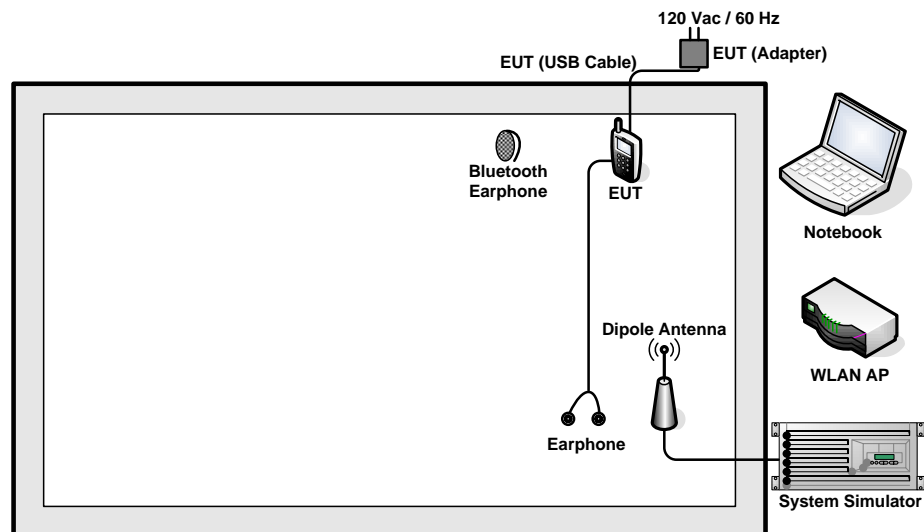 120 Vac / 60 Hz
EUT (Adapter)
EUT (USB Cable)
Bluetooth
Earphone
EUT
Notebook
Dipole Antenna
WLAN AP
Earphone
System Simulator